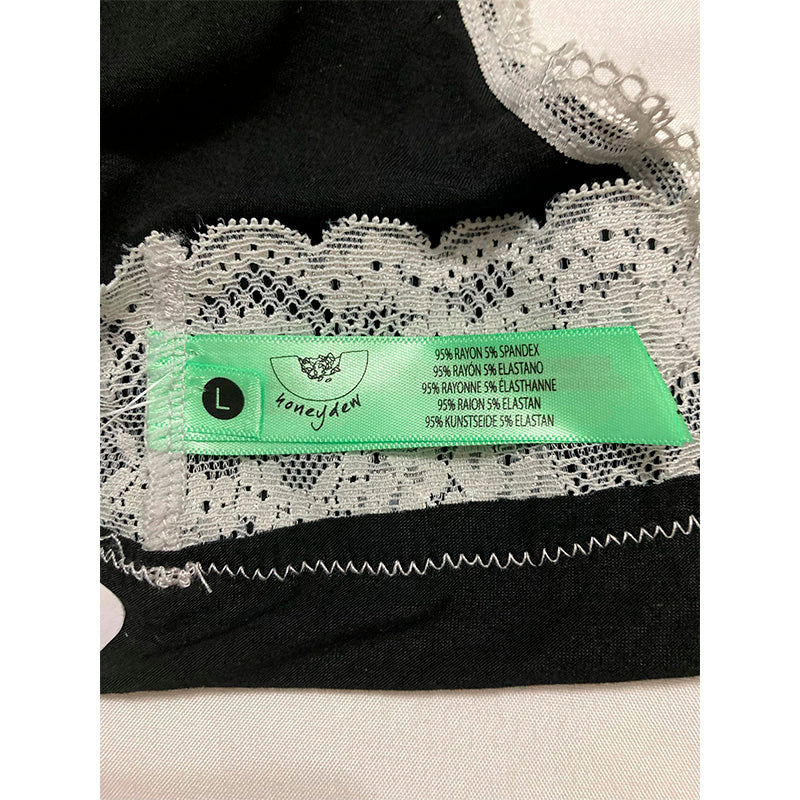 L
honeydew
95% RAYON 5% SPANDEX
95% RAYÓN 5% ELASTANO
95% RAYONNE 5% ÉLASTHANNE
95% RAION 5% ELASTAN
95% KUNSTSEIDE 5% ELASTAN